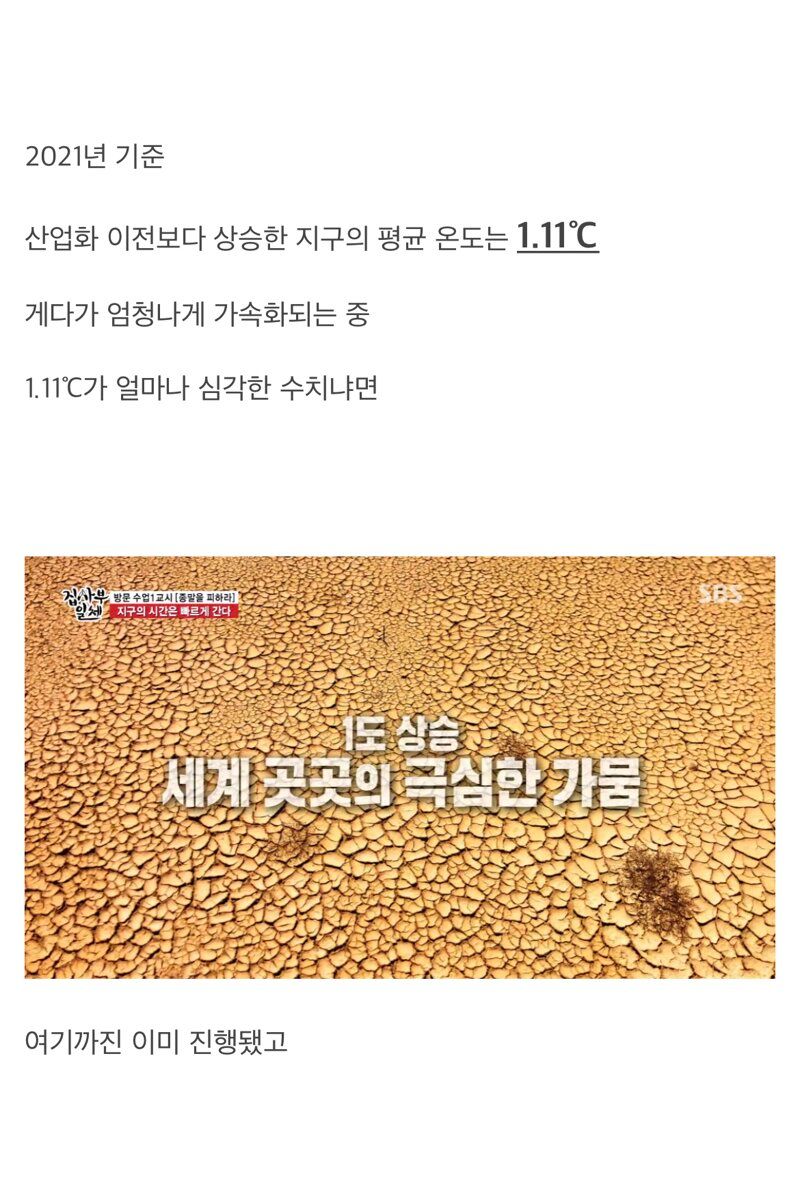 2021년 기준
산업화 이전보다 상승한 지구의 평균 온도는 1.11℃
게다가 엄청나게 가속화되는 중
1.11℃가 얼마나 심각한 수치냐면
집사부일체
방문 수업1교시 [종말을 피하라]
지구의 시간은 빠르게 간다
SBS
1도 상승
세계 곳곳의 극심한 가뭄
여기까진 이미 진행됐고